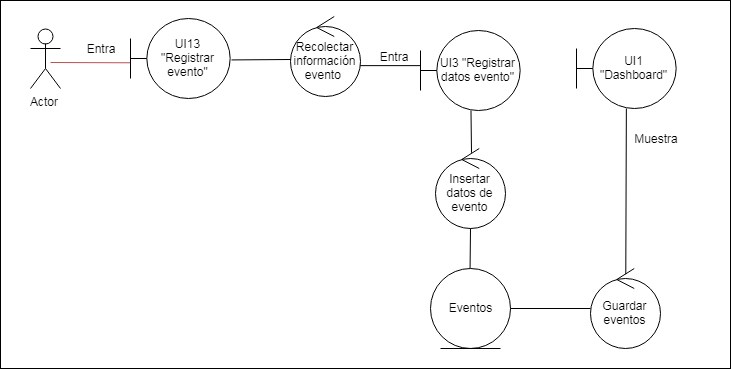 Actor
Entra
UI13
"Registrar
evento"
Recolectar
información
evento
Entra
UI3 "Registrar
datos evento"
UI1
"Dashboard"
Muestra
Insertar
datos de
evento
Eventos
Guardar
eventos